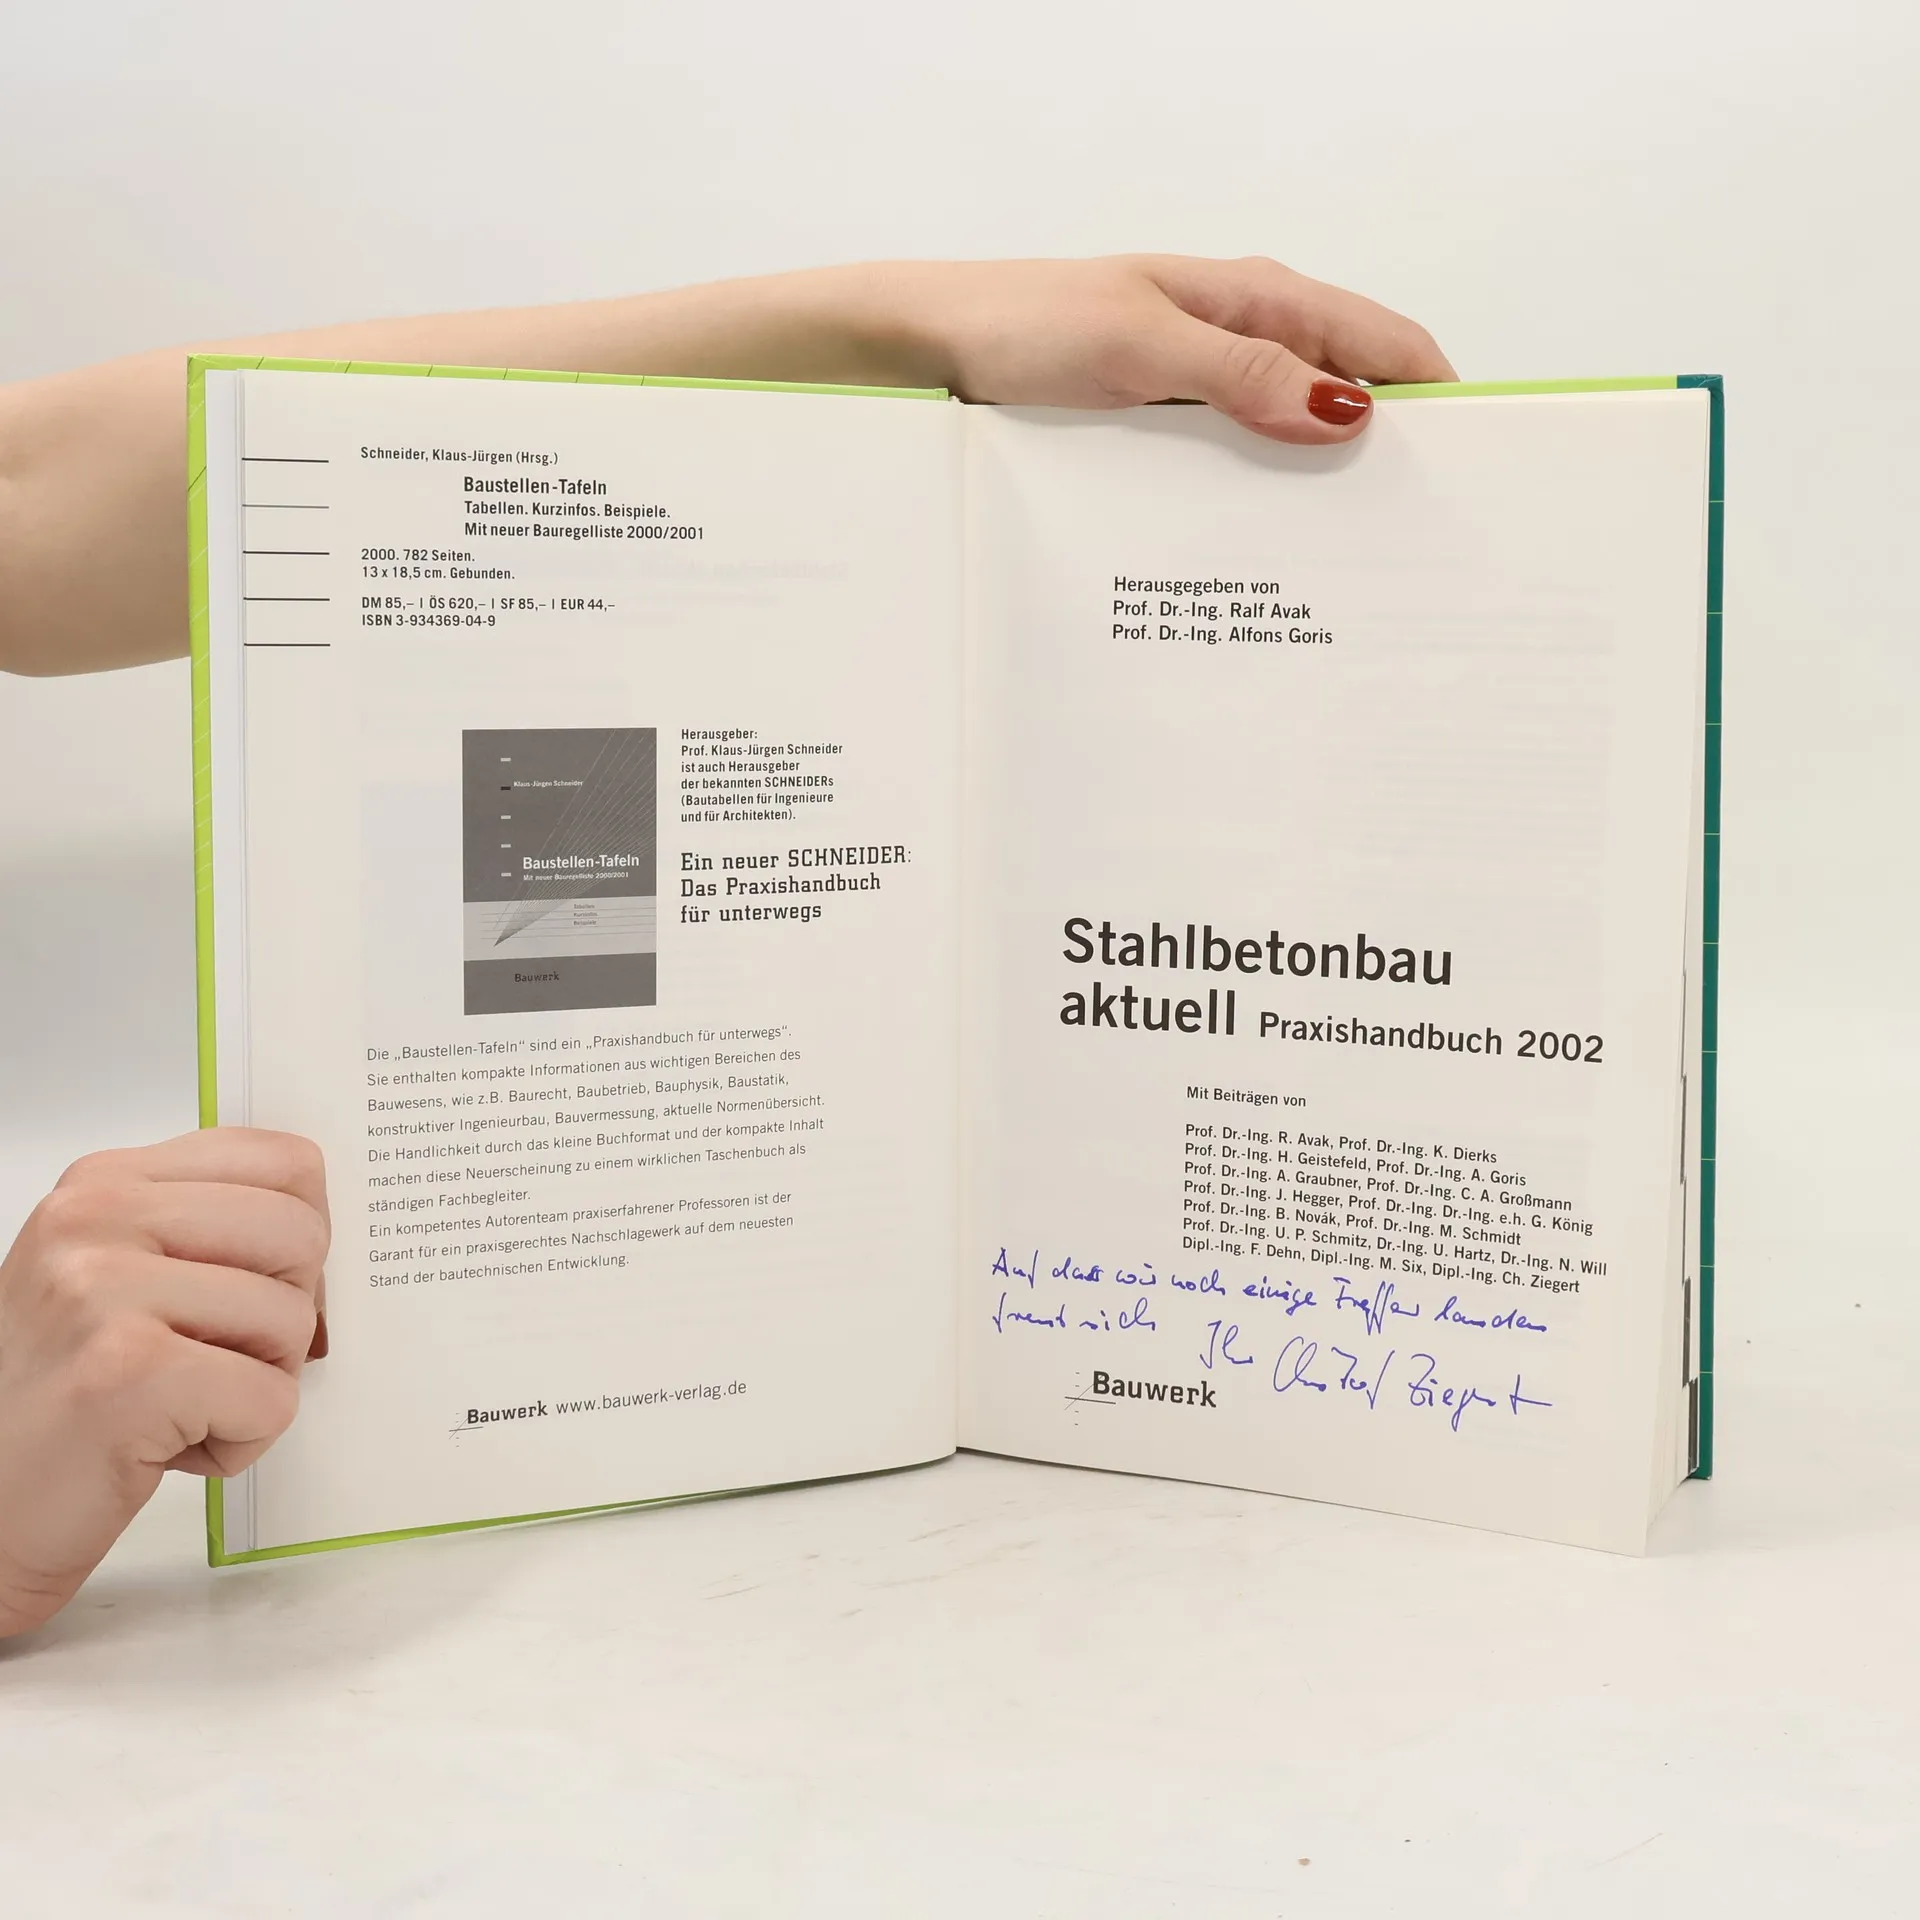 Schneider, Klaus-Jürgen (Hrsg.)
Baustellen-Tafeln
Tabellen. Kurzinfos. Beispiele.
Mit neuer Bauregelliste 2000/2001
2000. 782 Seiten.
13 x 18,5 cm. Gebunden.
DM 85,– I ÖS 620,– I SF 85,– I EUR 44,–
ISBN 3-934369-04-9
Klaus-Jürgen Schneider
Baustellen-Tafeln
Mit neuer Bauregelliste 2000/2001
Tabellen
Kurzinfos
Beispiele
Bauwerk
Herausgeber:
Prof. Klaus-Jürgen Schneider
ist auch Herausgeber
der bekannten SCHNEIDERs
(Bautabellen für Ingenieure
und für Architekten).
Ein neuer SCHNEIDER:
Das Praxishandbuch
für unterwegs
Die „Baustellen-Tafeln“ sind ein „Praxishandbuch für unterwegs“.
Sie enthalten kompakte Informationen aus wichtigen Bereichen des
Bauwesens, wie z.B. Baurecht, Baubetrieb, Bauphysik, Baustatik,
konstruktiver Ingenieurbau, Bauvermessung, aktuelle Normenübersicht.
Die Handlichkeit durch das kleine Buchformat und der kompakte Inhalt
machen diese Neuerscheinung zu einem wirklichen Taschenbuch als
ständigen Fachbegleiter.
Ein kompetentes Autorenteam praxiserfahrener Professoren ist der
Garant für ein praxisgerechtes Nachschlagewerk auf dem neuesten
Stand der bautechnischen Entwicklung.
Bauwerk www.bauwerk-verlag.de
Herausgegeben von
Prof. Dr.-Ing. Ralf Avak
Prof. Dr.-Ing. Alfons Goris
Stahlbetonbau
aktuell Praxishandbuch 2002
Mit Beiträgen von
Prof. Dr.-Ing. R. Avak, Prof. Dr.-Ing. K. Dierks
Prof. Dr.-Ing. H. Geistefeld, Prof. Dr.-Ing. A. Goris
Prof. Dr.-Ing. A. Graubner, Prof. Dr.-Ing. C. A. Großmann
Prof. Dr.-Ing. J. Hegger, Prof. Dr.-Ing. Dr.-Ing. e.h. G. König
Prof. Dr.-Ing. B. Novák, Prof. Dr.-Ing. M. Schmidt
Prof. Dr.-Ing. U. P. Schmitz, Dr.-Ing. U. Hartz, Dr.-Ing. N. Will
Dipl.-Ing. F. Dehn, Dipl.-Ing. M. Six, Dipl.-Ing. Ch. Ziegert
Auf dass wir noch einige Treffer landen
freut sich Ihr Christof Ziegert
Bauwerk